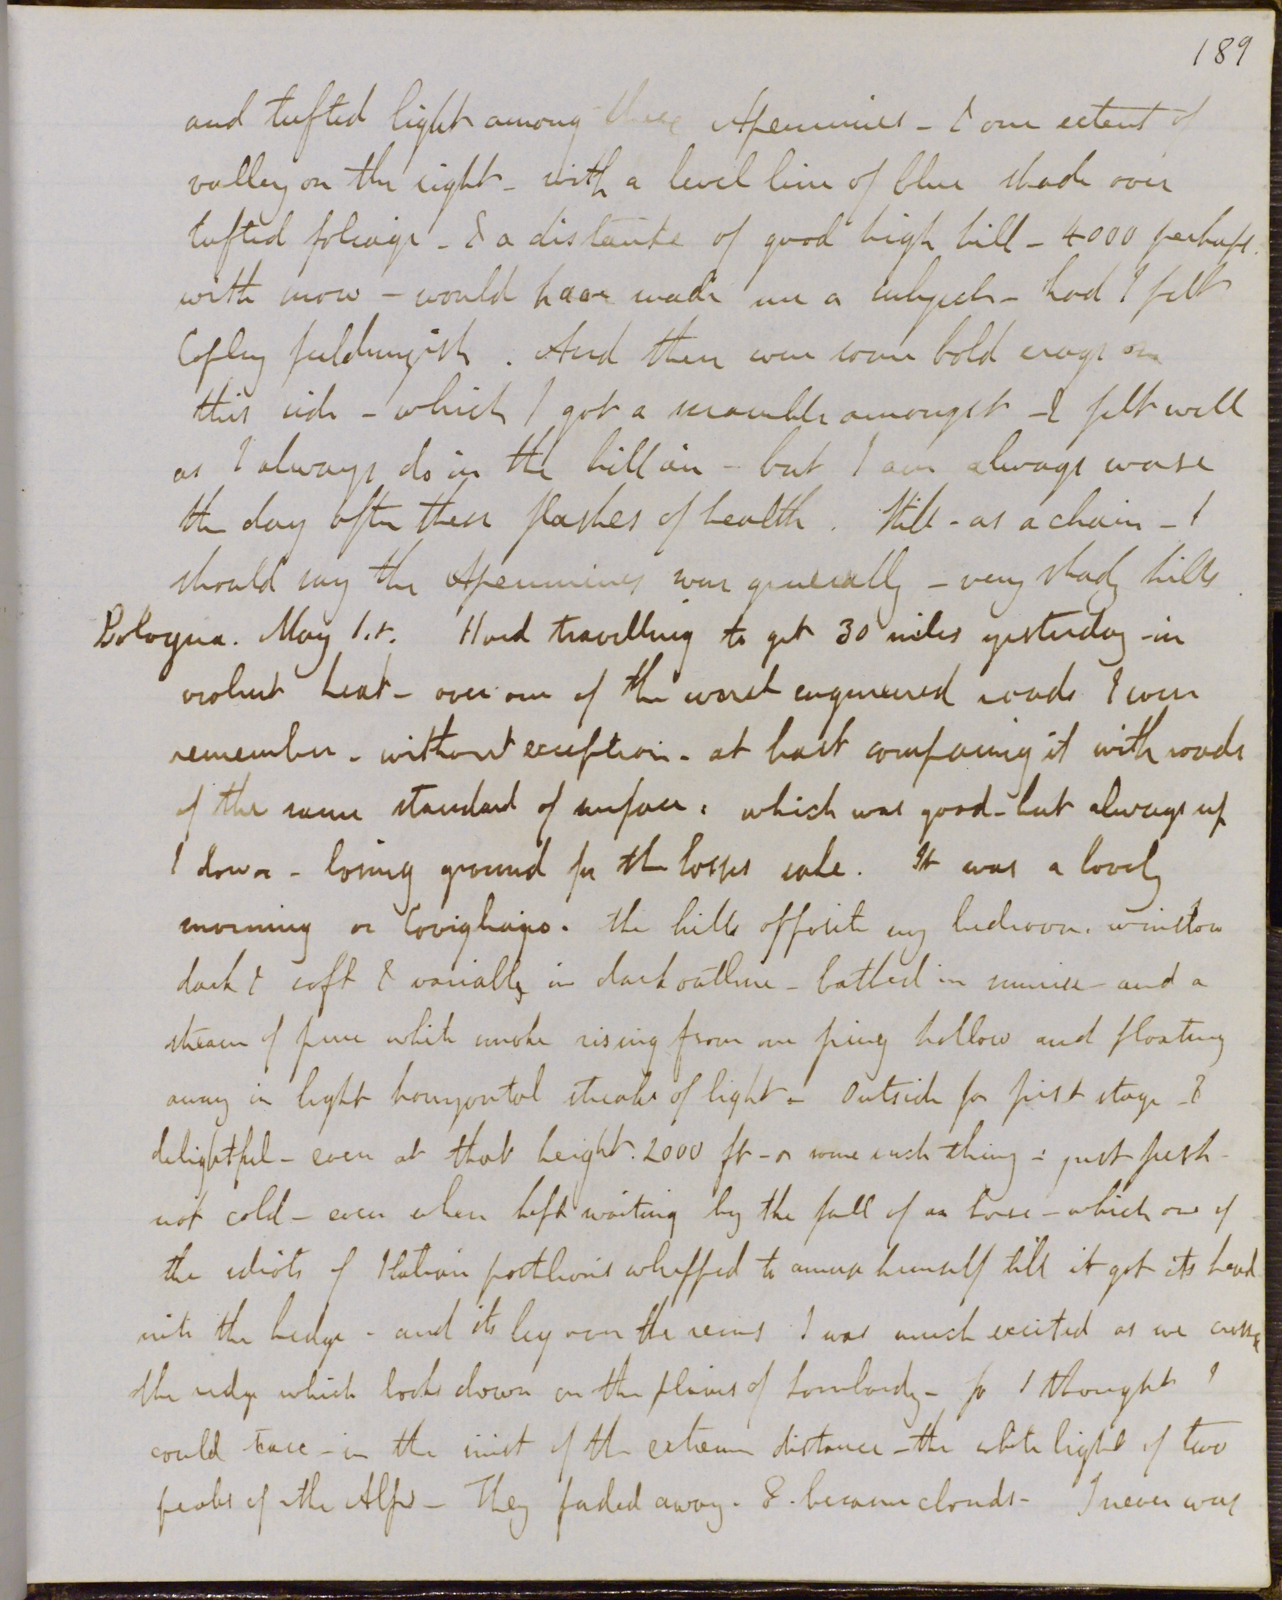 189
and tufted light among these Apennines - & one extent of
valley on the right - with a level line of blue shade over
tufted foliage - & a distance of good high hill - 4000 perhaps.
with snow - would have made me a subject - had I felt
Copley fieldingish. And there were some bold crags on
this side - which I got a scramble amongst - & felt well
as I always do in the hill air - but I am always worse
the day after these flashes of health. Still - as a chain - I
should say the Apennines were generally - very shady hills
Bologna. May 1st. Hard travelling to get 30 miles yesterday - in
violent heat - over one of the worst engineered roads I ever
remember - without exception - at least comparing it with roads
of the same standard of surface: which was good - but always up
& down - losing ground for the losses sake. It was a lovely
morning at Covigliajo. the hills opposite my bedroom window
dark & soft & variable, in dark outline - bathed in sunrise - and a
stream of pure white smoke rising from one piney hollow and floating
away in light horizontal streaks of light - Outside for first stage - &
delightful - even at that height. 2000 ft - or some such thing - just fresh -
not cold - even when left waiting by the fall of an horse - which one of
the idiots of Italian postilions whipped to amuse himself till it got its head
into the hedge - and its leg over the reins I was much excited as we crossed
the ridge which looks down on the plains of Lombardy - for I thought I
could trace - in the mist of the extreme distance - the white light of two
peaks of the Alps - They faded away - & became clouds - I never was